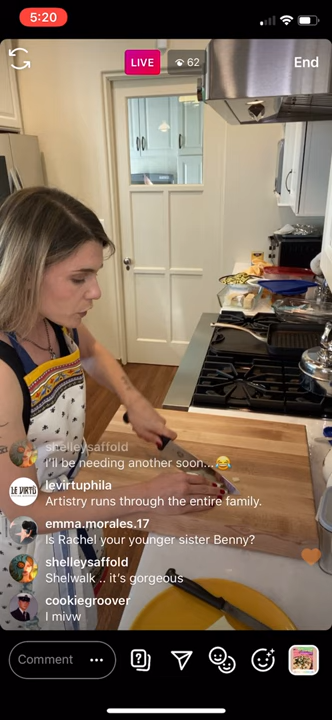 5:20
LIVE
62
End
shelleysaffold
I'll be needing another soon...😂
LE VIRTÙ
levirtuphila
Artistry runs through the entire family.
emma.morales.17
Is Rachel your younger sister Benny?
shelleysaffold
Shelwalk .. it's gorgeous
cookiegroover
I mivw
Comment